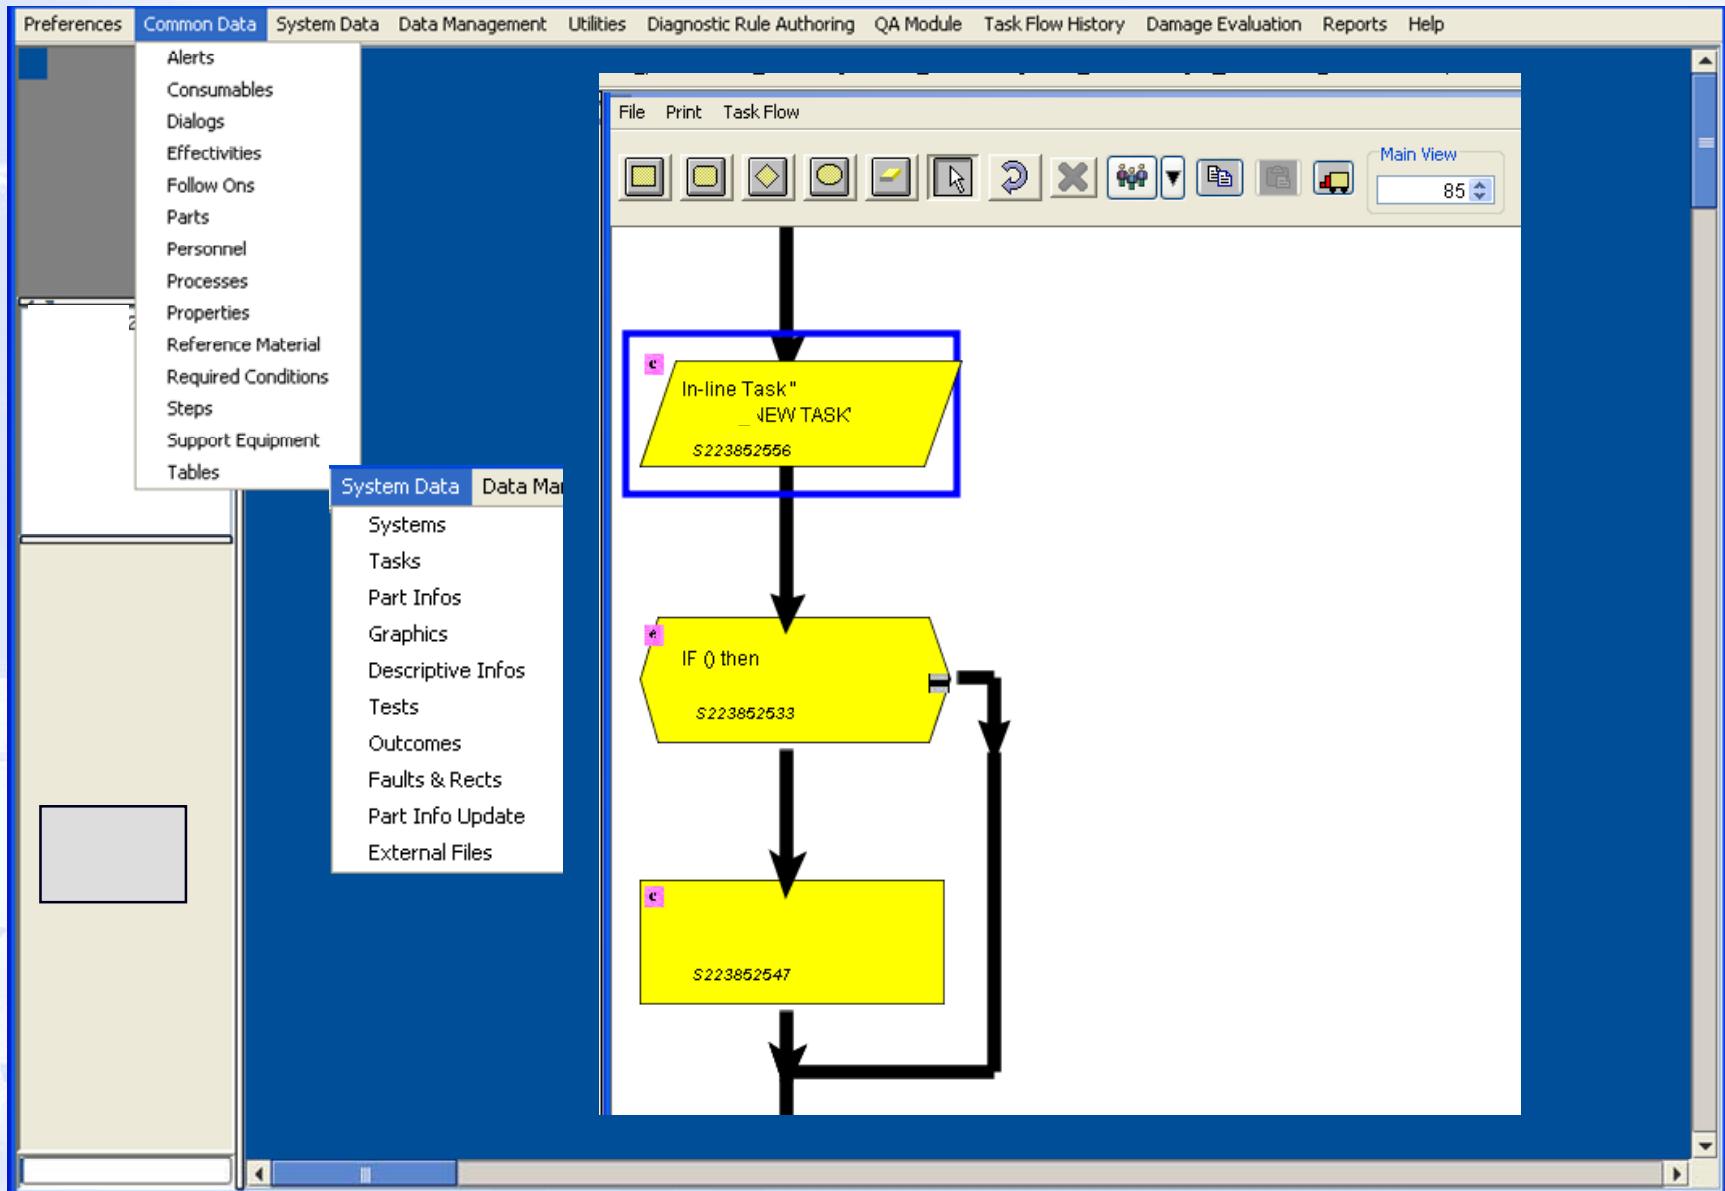 Preferences Common Data System Data Data Management Utilities Diagnostic Rule Authoring QA Module Task Flow History Damage Evaluation Reports Help
Alerts
Consumables
Dialogs
Effectivities
Follow Ons
Parts
Personnel
Processes
Properties
Reference Material
Required Conditions
Steps
Support Equipment
Tables
System Data Data Ma
Systems
Tasks
Part Infos
Graphics
Descriptive Infos
Tests
Outcomes
Faults & Rects
Part Info Update
External Files
File Print Task Flow
Main View
85
c
In-line Task "
_ NEW TASK"
S223852556
e
IF () then
S223852533
c
S223852547